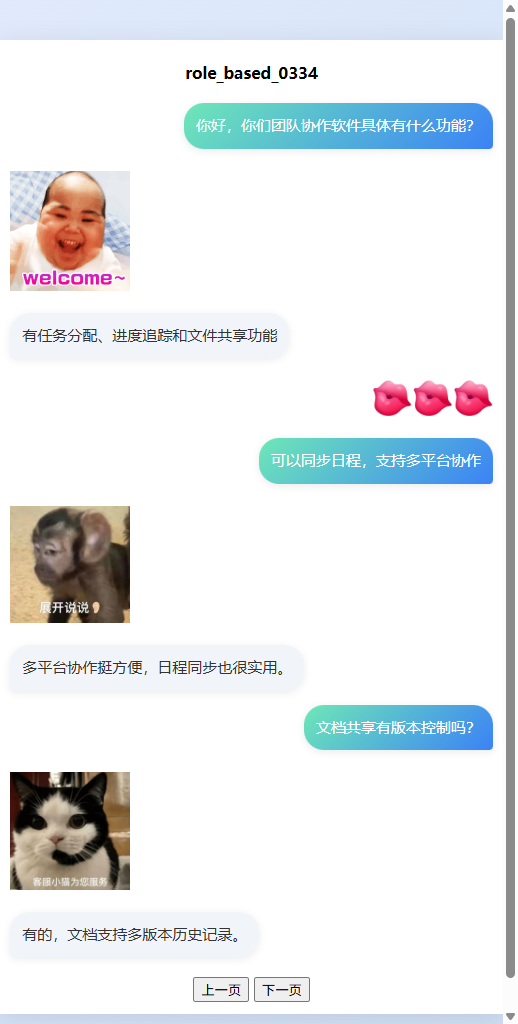 role_based_0334
你好，你们团队协作软件具体有什么功能？
welcome~
有任务分配、进度追踪和文件共享功能
可以同步日程，支持多平台协作
展开说说
多平台协作挺方便，日程同步也很实用。
文档共享有版本控制吗？
客服小猫为您服务
有的，文档支持多版本历史记录。
上一页 下一页